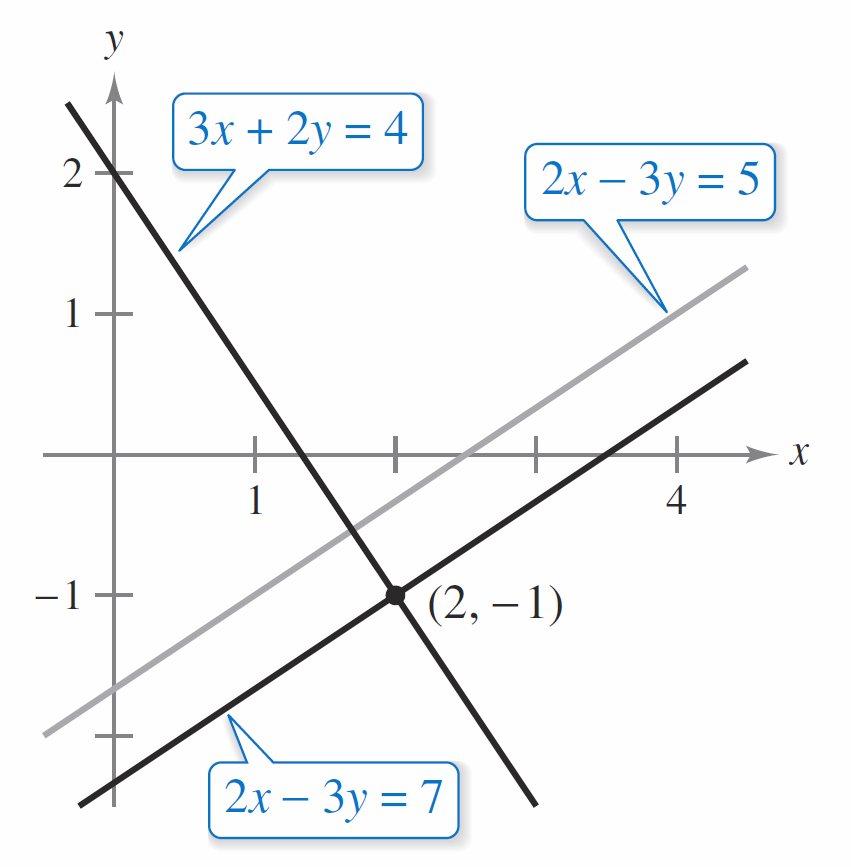 y
3x + 2y = 4
2x − 3y = 5
2
1
x
1
4
−1
(2, −1)
2x − 3y = 7